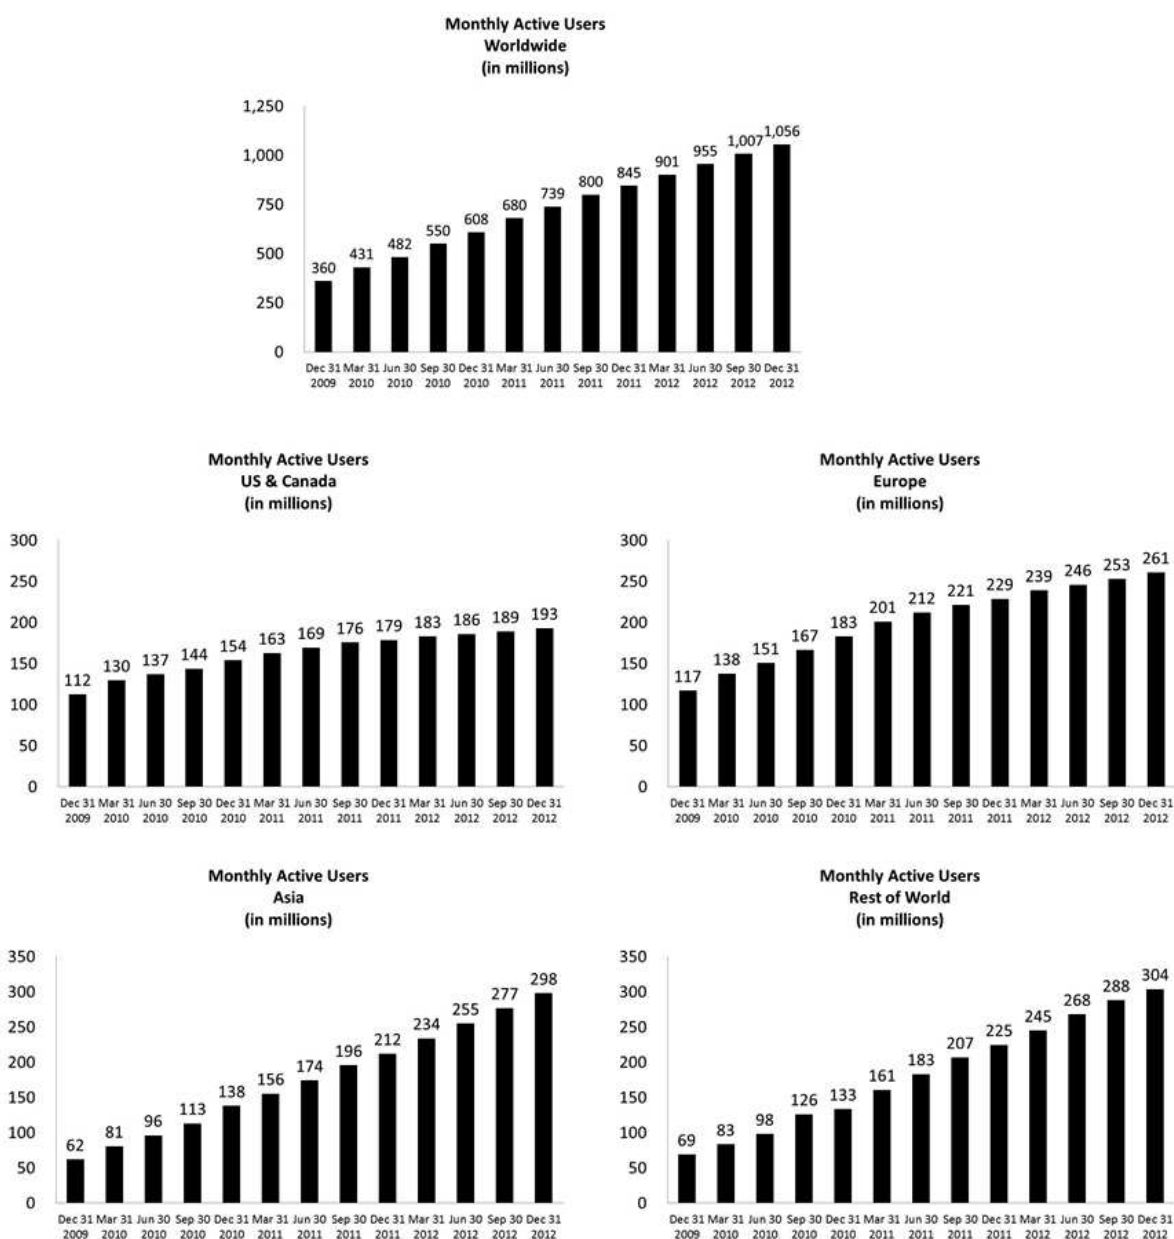 Monthly Active Users
Worldwide
(in millions)
1,250
1,000
750
500
250
0
360 431 482 550 608 680 739 800 845 901 955 1,007 1,056
Dec 31 Mar 31 Jun 30 Sep 30 Dec 31 Mar 31 Jun 30 Sep 30 Dec 31 Mar 31 Jun 30 Sep 30 Dec 31
2009 2010 2010 2010 2010 2011 2011 2011 2011 2012 2012 2012 2012
Monthly Active Users
US & Canada
(in millions)
300
250
200
150
100
50
0
112 130 137 144 154 163 169 176 179 183 186 189 193
Dec 31 Mar 31 Jun 30 Sep 30 Dec 31 Mar 31 Jun 30 Sep 30 Dec 31 Mar 31 Jun 30 Sep 30 Dec 31
2009 2010 2010 2010 2010 2011 2011 2011 2011 2012 2012 2012 2012
Monthly Active Users
Europe
(in millions)
300
250
200
150
100
50
0
117 138 151 167 183 201 212 221 229 239 246 253 261
Dec 31 Mar 31 Jun 30 Sep 30 Dec 31 Mar 31 Jun 30 Sep 30 Dec 31 Mar 31 Jun 30 Sep 30 Dec 31
2009 2010 2010 2010 2010 2011 2011 2011 2011 2012 2012 2012 2012
Monthly Active Users
Asia
(in millions)
350
300
250
200
150
100
50
0
62 81 96 113 138 156 174 196 212 234 255 277 298
Dec 31 Mar 31 Jun 30 Sep 30 Dec 31 Mar 31 Jun 30 Sep 30 Dec 31 Mar 31 Jun 30 Sep 30 Dec 31
2009 2010 2010 2010 2010 2011 2011 2011 2011 2012 2012 2012 2012
Monthly Active Users
Rest of World
(in millions)
350
300
250
200
150
100
50
0
69 83 98 126 133 161 183 207 225 245 268 288 304
Dec 31 Mar 31 Jun 30 Sep 30 Dec 31 Mar 31 Jun 30 Sep 30 Dec 31 Mar 31 Jun 30 Sep 30 Dec 31
2009 2010 2010 2010 2010 2011 2011 2011 2011 2012 2012 2012 2012